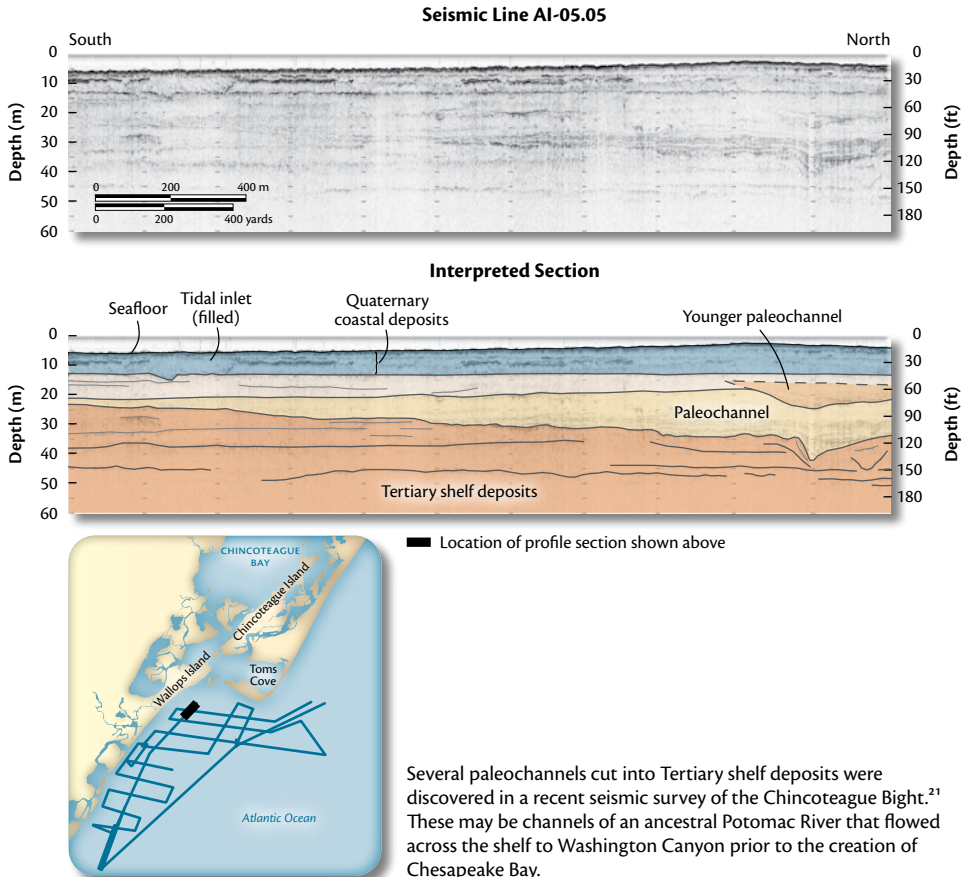 Seismic Line AI-05.05
South
North
0
10
20
30
40
50
60
Depth (m)
0
30
60
90
120
150
180
Depth (ft)
0 200 400 m
0 200 400 yards
Interpreted Section
Seafloor
Tidal inlet
(filled)
Quaternary
coastal deposits
Younger paleochannel
0
10
20
30
40
50
60
Depth (m)
0
30
60
90
120
150
180
Depth (ft)
Paleochannel
Tertiary shelf deposits
Location of profile section shown above
CHINCOTEAGUE
BAY
Chincoteague Island
Wallops Island
Toms
Cove
Atlantic Ocean
Several paleochannels cut into Tertiary shelf deposits were
discovered in a recent seismic survey of the Chincoteague Bight.²¹
These may be channels of an ancestral Potomac River that flowed
across the shelf to Washington Canyon prior to the creation of
Chesapeake Bay.